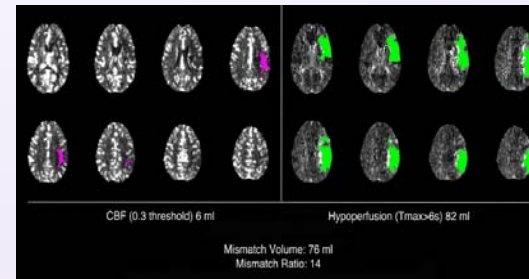 CBF (0.3 threshold) 6 ml
Hypoperfusion (Tmax>6s) 82 ml
Mismatch Volume: 76 ml
Mismatch Ratio: 14